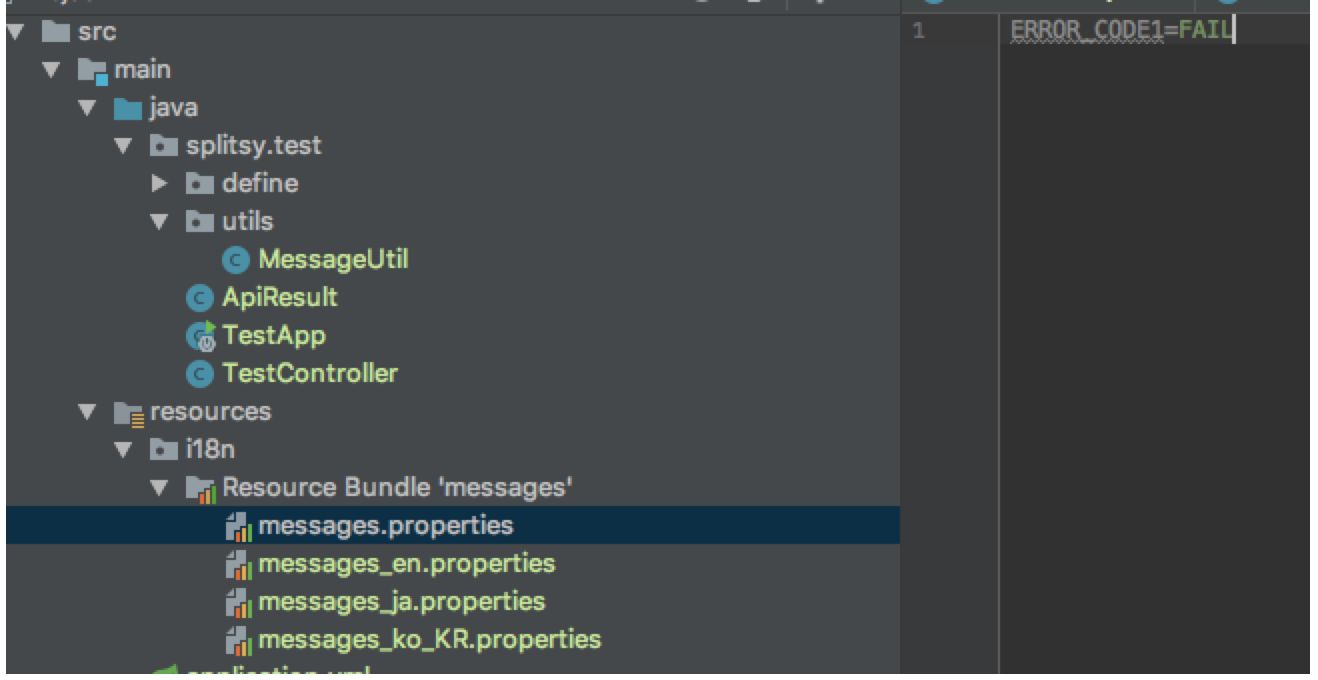 src
main
java
splitsy.test
define
utils
MessageUtil
ApiResult
TestApp
TestController
resources
i18n
Resource Bundle 'messages'
messages.properties
messages_en.properties
messages_ja.properties
messages_ko_KR.properties
1 ERROR_CODE1=FAIL